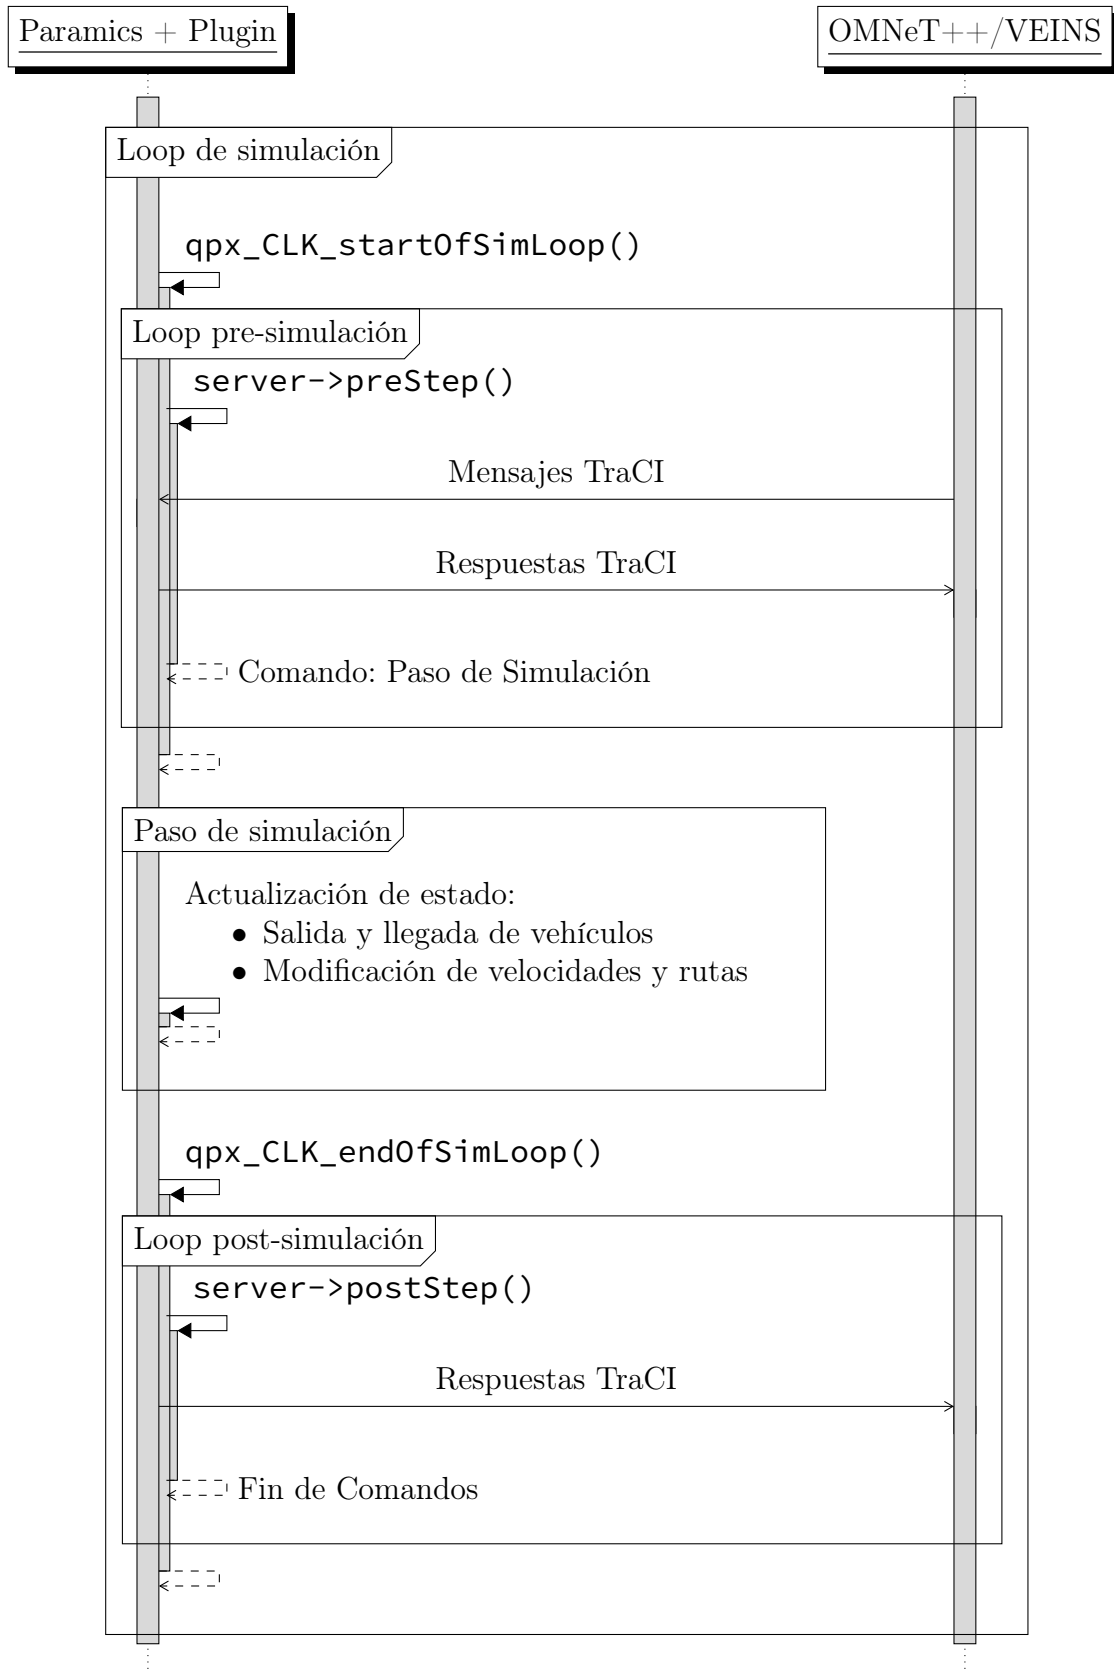 Paramics + Plugin
OMNeT++/VEINS
Loop de simulación
qpx_CLK_startOfSimLoop()
Loop pre-simulación
server->preStep()
Mensajes TraCI
Respuestas TraCI
Comando: Paso de Simulación
Paso de simulación
Actualización de estado:
• Salida y llegada de vehículos
• Modificación de velocidades y rutas
qpx_CLK_endOfSimLoop()
Loop post-simulación
server->postStep()
Respuestas TraCI
Fin de Comandos